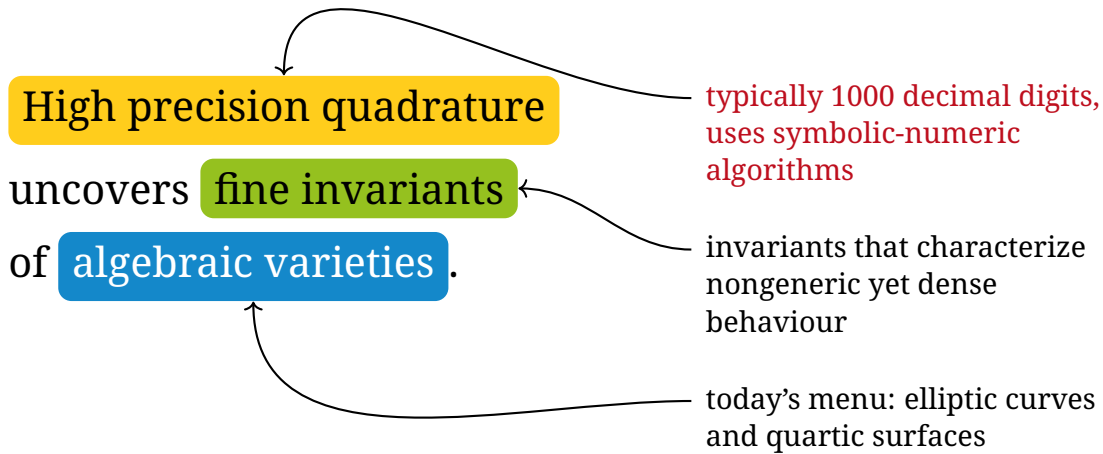 High precision quadrature
uncovers fine invariants
of algebraic varieties.
typically 1000 decimal digits,
uses symbolic-numeric
algorithms
invariants that characterize
nongeneric yet dense
behaviour
today’s menu: elliptic curves
and quartic surfaces